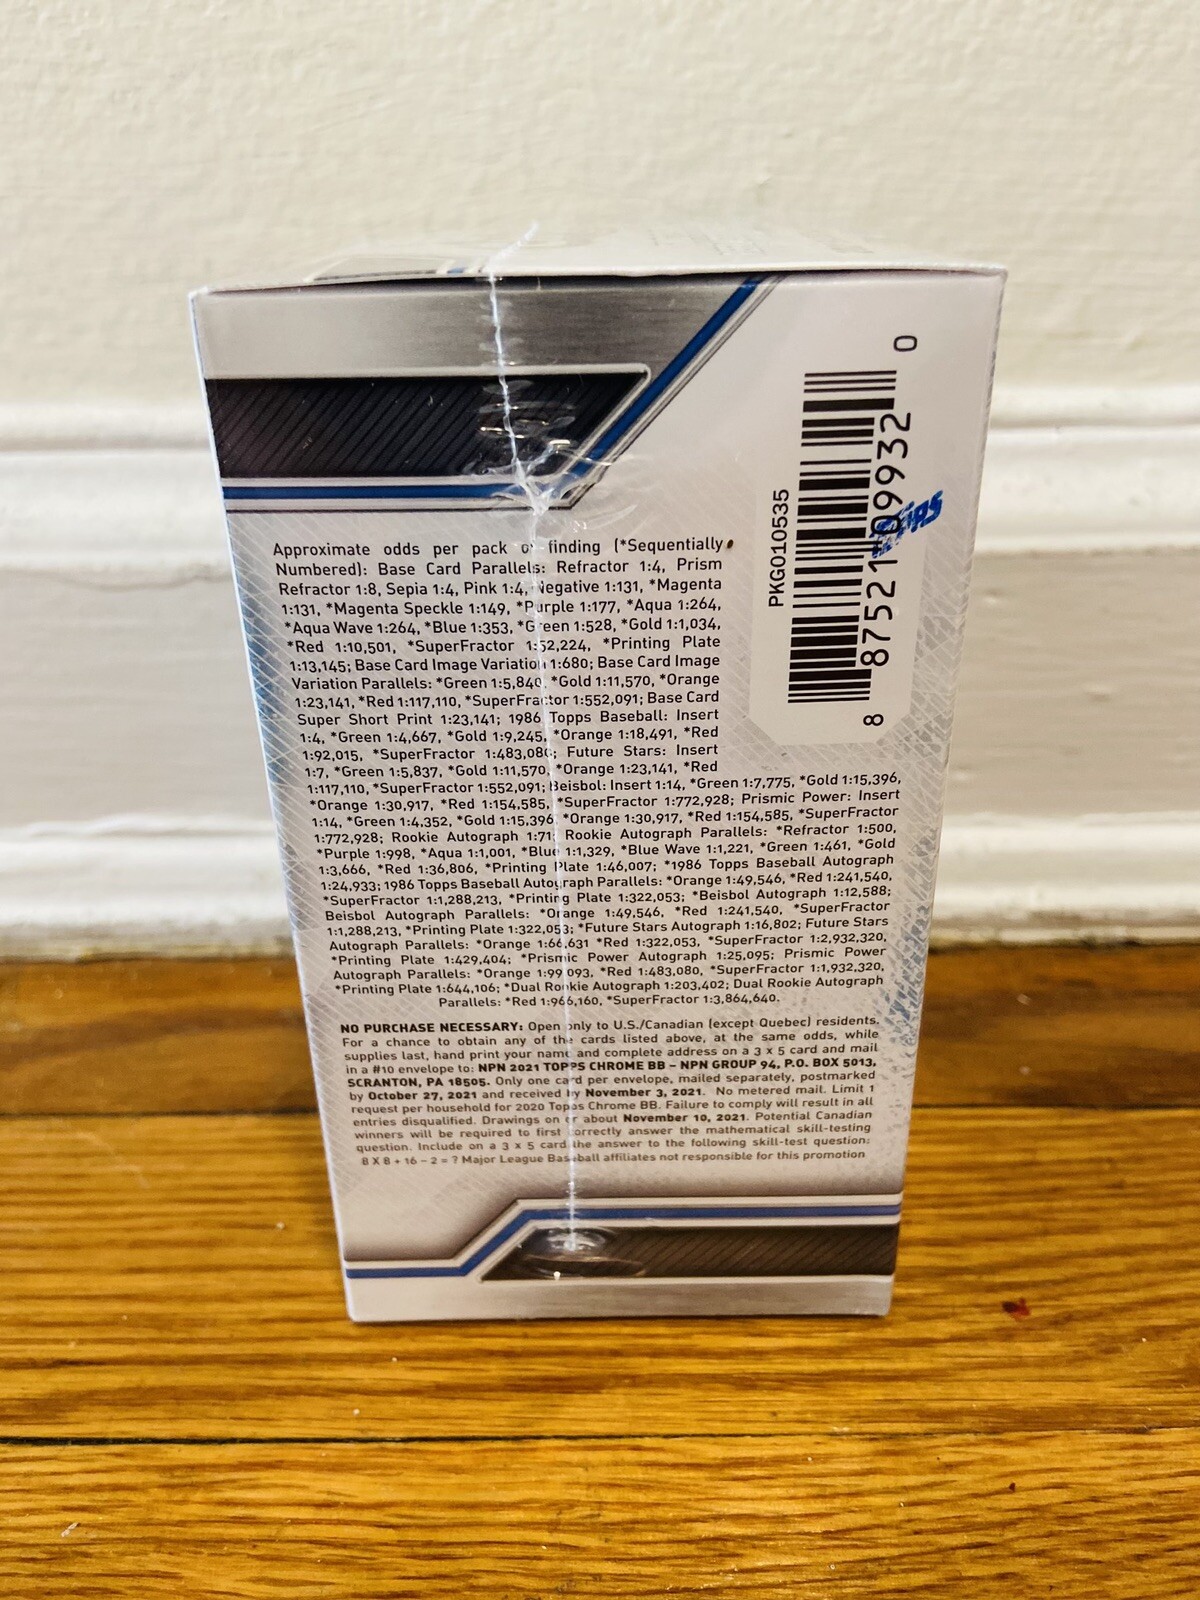 Approximate odds per pack of finding (*Sequentially
Numbered): Base Card Parallels: Refractor 1:4, Prism
Refractor 1:8, Sepia 1:4, Pink 1:4, Negative 1:131, *Magenta
1:131, *Magenta Speckle 1:149, *Purple 1:177, *Aqua 1:264,
*Aqua Wave 1:264, *Blue 1:353, *Green 1:528, *Gold 1:1,034,
*Red 1:10,501, *SuperFractor 1:52,224, *Printing Plate
1:13,145; Base Card Image Variation 1:680; Base Card Image
Variation Parallels: *Green 1:5,840, *Gold 1:11,570, *Orange
1:23,141, *Red 1:117,110, *SuperFractor 1:552,091; Base Card
Super Short Print 1:23,141; 1986 Topps Baseball: Insert
1:4, *Green 1:4,667, *Gold 1:9,245, *Orange 1:18,491, *Red
1:92,015, *SuperFractor 1:483,080; Future Stars: Insert
1:7, *Green 1:5,837, *Gold 1:11,570, *Orange 1:23,141, *Red
1:117,110, *SuperFractor 1:552,091; Beisbol: Insert 1:14, *Green 1:7,775, *Gold 1:15,396,
*Orange 1:30,917, *Red 1:154,585, *SuperFractor 1:772,928; Prismic Power: Insert
1:14, *Green 1:4,352, *Gold 1:15,396, *Orange 1:30,917, *Red 1:154,585, *SuperFractor
1:772,928; Rookie Autograph 1:71; Rookie Autograph Parallels: *Refractor 1:500,
*Purple 1:998, *Aqua 1:1,001, *Blue 1:1,329, *Blue Wave 1:1,221, *Green 1:461, *Gold
1:3,666, *Red 1:36,806, *Printing Plate 1:46,007; *1986 Topps Baseball Autograph
1:24,933; 1986 Topps Baseball Autograph Parallels: *Orange 1:49,546, *Red 1:241,540,
*SuperFractor 1:1,288,213, *Printing Plate 1:322,053; *Beisbol Autograph 1:12,588;
Beisbol Autograph Parallels: *Orange 1:49,546, *Red 1:241,540, *SuperFractor
1:1,288,213, *Printing Plate 1:322,053; *Future Stars Autograph 1:16,802; Future Stars
Autograph Parallels: *Orange 1:66,631 *Red 1:322,053, *SuperFractor 1:2,932,320,
*Printing Plate 1:429,404; *Prismic Power Autograph 1:25,095; Prismic Power
Autograph Parallels: *Orange 1:99,093, *Red 1:483,080, *SuperFractor 1:1,932,320,
*Printing Plate 1:644,106; *Dual Rookie Autograph 1:203,402; Dual Rookie Autograph
Parallels: *Red 1:966,160, *SuperFractor 1:3,864,640.
NO PURCHASE NECESSARY: Open only to U.S./Canadian (except Quebec) residents.
For a chance to obtain any of the cards listed above, at the same odds, while
supplies last, hand print your name and complete address on a 3 x 5 card and mail
in a #10 envelope to: NPN 2021 TOPPS CHROME BB – NPN GROUP 94, P.O. BOX 5013,
SCRANTON, PA 18505. Only one card per envelope, mailed separately, postmarked
by October 27, 2021 and received by November 3, 2021. No metered mail. Limit 1
request per household for 2020 Topps Chrome BB. Failure to comply will result in all
entries disqualified. Drawings on or about November 10, 2021. Potential Canadian
winners will be required to first correctly answer the mathematical skill-testing
question. Include on a 3 x 5 card the answer to the following skill-test question:
8 X 8 + 16 – 2 = ? Major League Baseball affiliates not responsible for this promotion
PKG010535
8 87521 09932 0